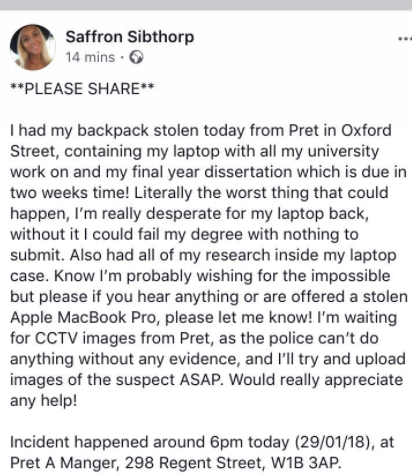 Saffron Sibthorp
14 mins ·
**PLEASE SHARE**
I had my backpack stolen today from Pret in Oxford
Street, containing my laptop with all my university
work on and my final year dissertation which is due in
two weeks time! Literally the worst thing that could
happen, I'm really desperate for my laptop back,
without it I could fail my degree with nothing to
submit. Also had all of my research inside my laptop
case. Know I'm probably wishing for the impossible
but please if you hear anything or are offered a stolen
Apple MacBook Pro, please let me know! I'm waiting
for CCTV images from Pret, as the police can't do
anything without any evidence, and I'll try and upload
images of the suspect ASAP. Would really appreciate
any help!
Incident happened around 6pm today (29/01/18), at
Pret A Manger, 298 Regent Street, W1B 3AP.